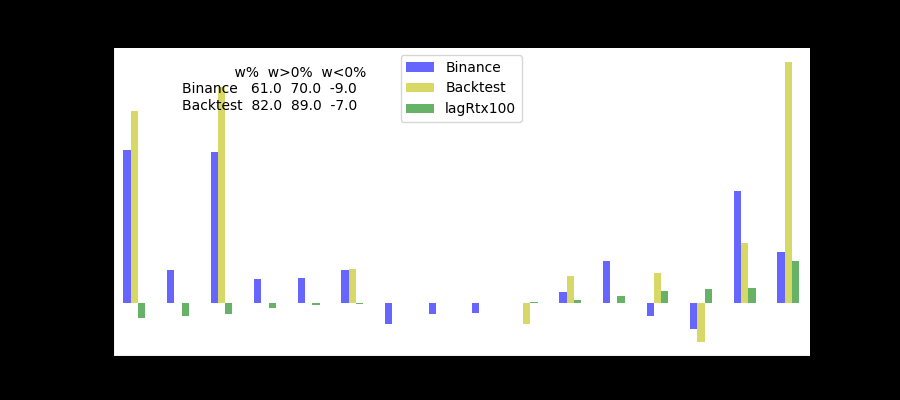 w% w>0% w<0%
Binance 61.0 70.0 -9.0
Backtest 82.0 89.0 -7.0
Binance
Backtest
lagRtx100